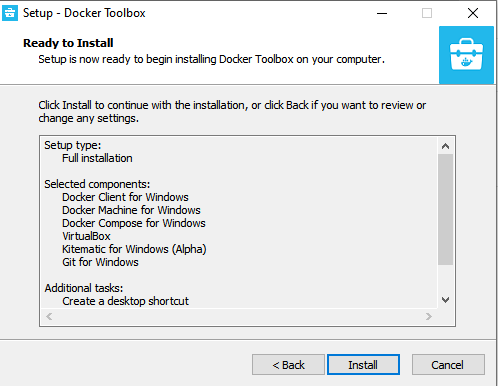 Setup - Docker Toolbox
Ready to Install
Setup is now ready to begin installing Docker Toolbox on your computer.
Click Install to continue with the installation, or click Back if you want to review or
change any settings.
Setup type:
Full installation
Selected components:
Docker Client for Windows
Docker Machine for Windows
Docker Compose for Windows
VirtualBox
Kitematic for Windows (Alpha)
Git for Windows
Additional tasks:
Create a desktop shortcut
< Back
Install
Cancel